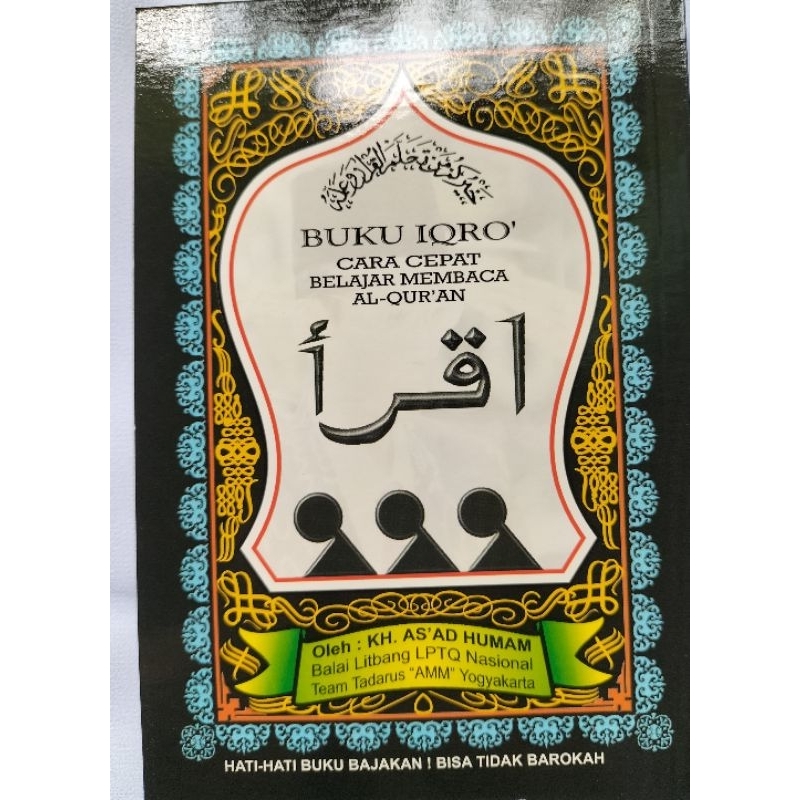 خيركم من تعلم القرآن وعلمه
BUKU IQRO'
CARA CEPAT
BELAJAR MEMBACA
AL-QUR'AN
اقرأ
Oleh : KH. AS'AD HUMAM
Balai Litbang LPTQ Nasional
Team Tadarus "AMM" Yogyakarta
HATI-HATI BUKU BAJAKAN ! BISA TIDAK BAROKAH